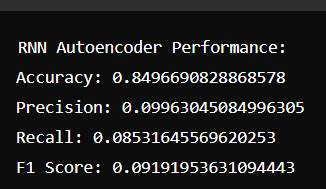 RNN Autoencoder Performance:
Accuracy: 0.8496690828868578
Precision: 0.09963045084996305
Recall: 0.08531645569620253
F1 Score: 0.09191953631094443